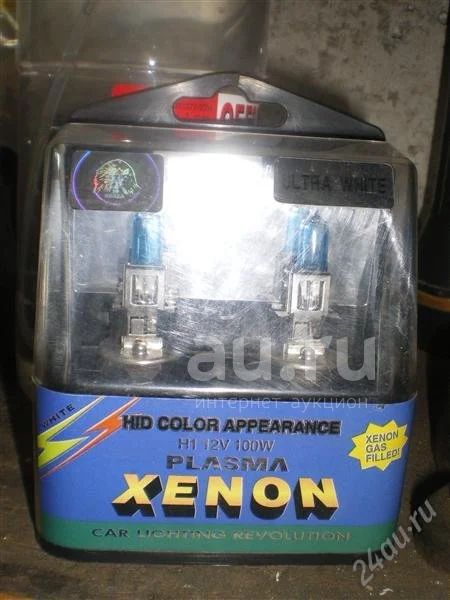 ULTRA WHITE
au.ru
интернет аукцион
WHITE
HID COLOR APPEARANCE
H1 12V 100W
PLASMA
XENON
XENON
GAS
FILLED!
CAR LIGHTING REVOLUTION
24au.ru